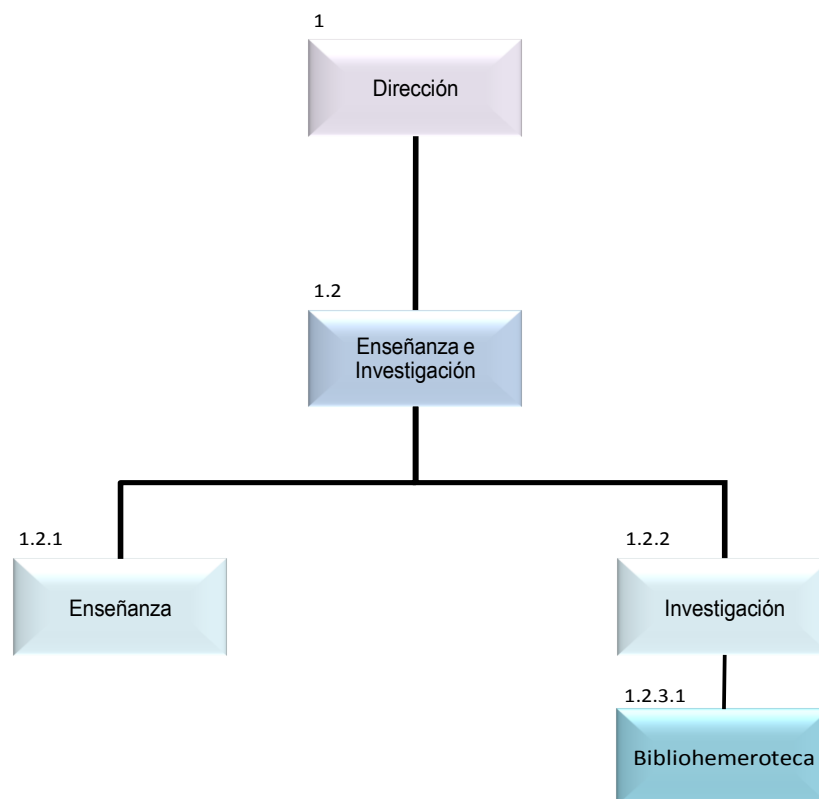 1
Dirección
1.2
Enseñanza e
Investigación
1.2.1
Enseñanza
1.2.2
Investigación
1.2.3.1
Bibliohemeroteca